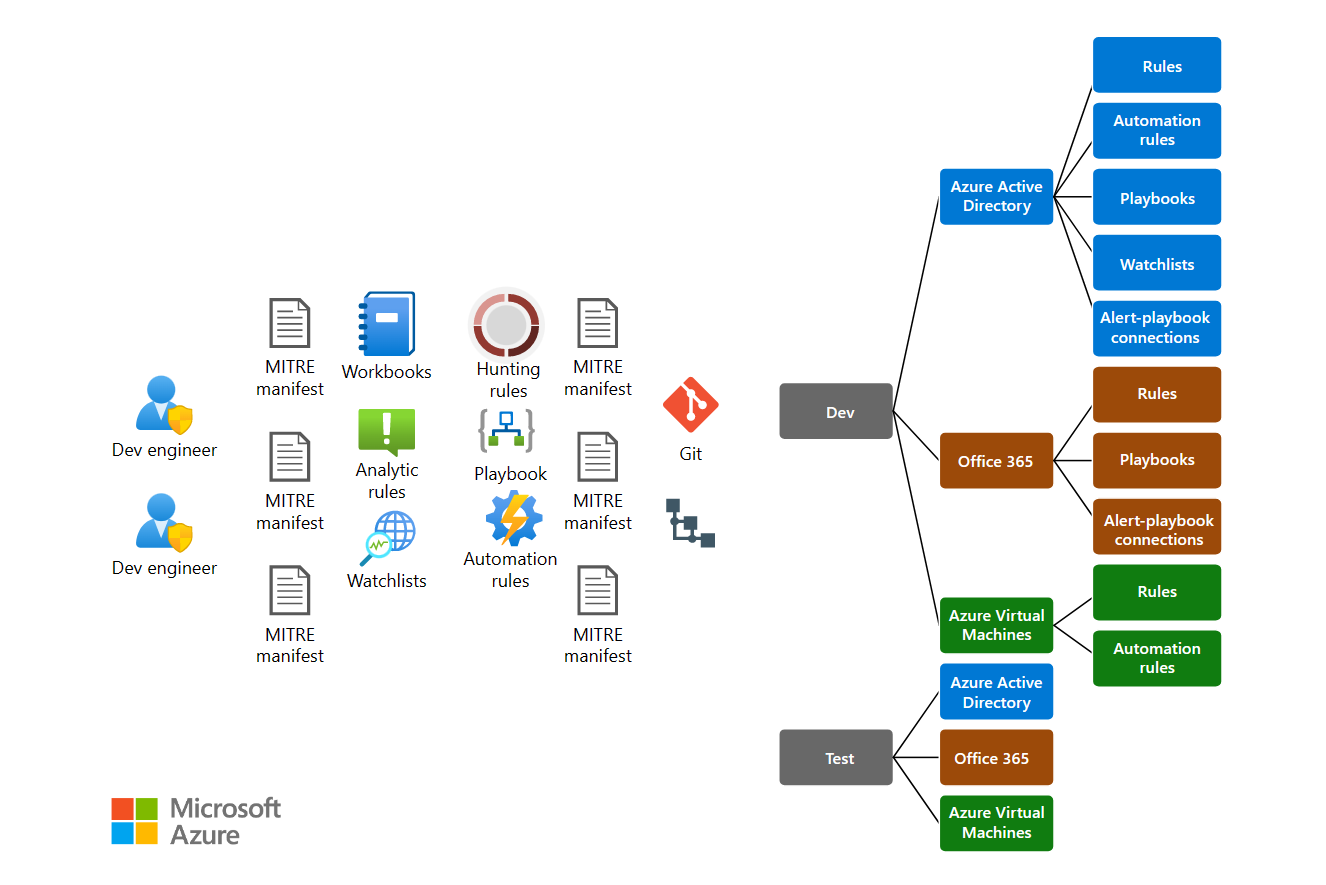 Dev engineer
Dev engineer
MITRE
manifest
MITRE
manifest
MITRE
manifest
Workbooks
Analytic
rules
Watchlists
Hunting
rules
Playbook
Automation
rules
MITRE
manifest
MITRE
manifest
MITRE
manifest
Git
Dev
Azure Active
Directory
Rules
Automation
rules
Playbooks
Watchlists
Alert-playbook
connections
Office 365
Rules
Playbooks
Alert-playbook
connections
Azure Virtual
Machines
Rules
Automation
rules
Test
Azure Active
Directory
Office 365
Azure Virtual
Machines
Microsoft
Azure